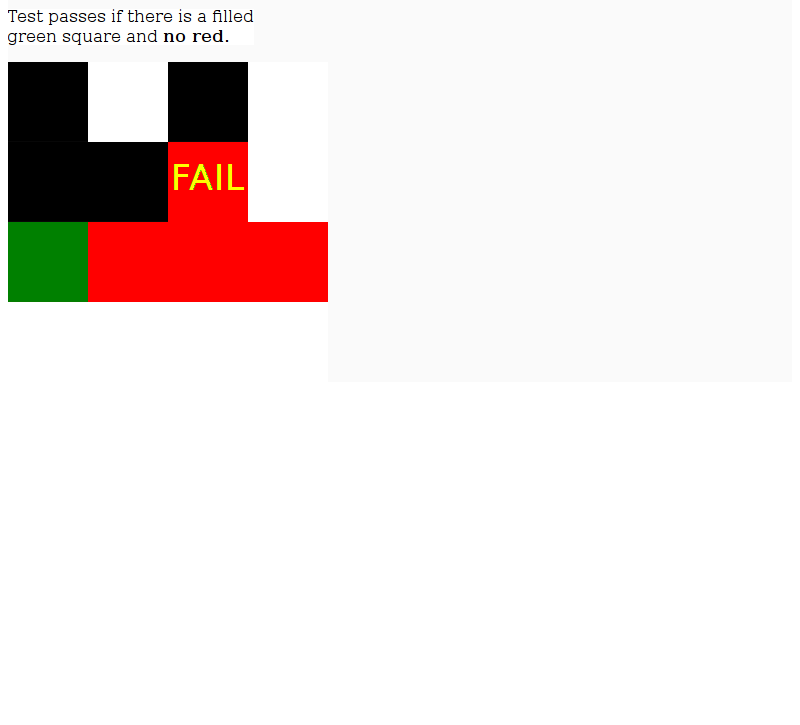 Test passes if there is a filled
green square and no red.
FAIL